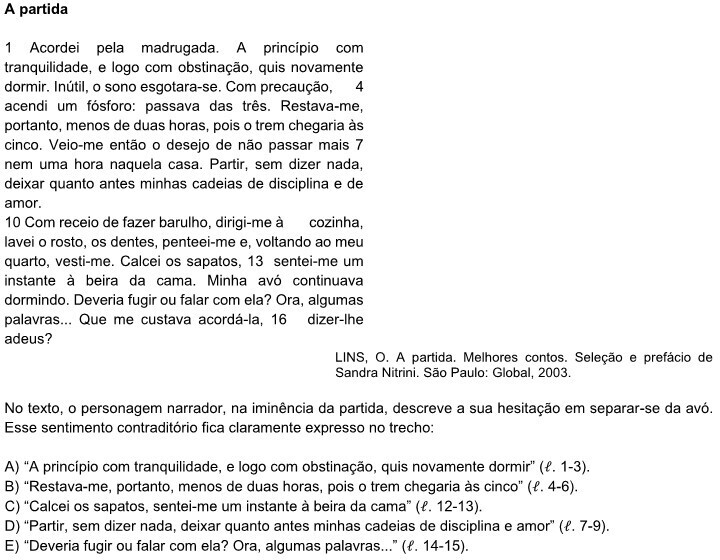 A partida
1 Acordei pela madrugada. A princípio com
tranquilidade, e logo com obstinação, quis novamente
dormir. Inútil, o sono esgotara-se. Com precaução, 4
acendi um fósforo: passava das três. Restava-me,
portanto, menos de duas horas, pois o trem chegaria às
cinco. Veio-me então o desejo de não passar mais 7
nem uma hora naquela casa. Partir, sem dizer nada,
deixar quanto antes minhas cadeias de disciplina e de
amor.
10 Com receio de fazer barulho, dirigi-me à cozinha,
lavei o rosto, os dentes, penteei-me e, voltando ao meu
quarto, vesti-me. Calcei os sapatos, 13 sentei-me um
instante à beira da cama. Minha avó continuava
dormindo. Deveria fugir ou falar com ela? Ora, algumas
palavras... Que me custava acordá-la, 16 dizer-lhe
adeus?
LINS, O. A partida. Melhores contos. Seleção e prefácio de
Sandra Nitrini. São Paulo: Global, 2003.
No texto, o personagem narrador, na iminência da partida, descreve a sua hesitação em separar-se da avó.
Esse sentimento contraditório fica claramente expresso no trecho:
A) “A princípio com tranquilidade, e logo com obstinação, quis novamente dormir” (ℓ. 1-3).
B) “Restava-me, portanto, menos de duas horas, pois o trem chegaria às cinco” (ℓ. 4-6).
C) “Calcei os sapatos, sentei-me um instante à beira da cama” (ℓ. 12-13).
D) “Partir, sem dizer nada, deixar quanto antes minhas cadeias de disciplina e amor” (ℓ. 7-9).
E) “Deveria fugir ou falar com ela? Ora, algumas palavras...” (ℓ. 14-15).